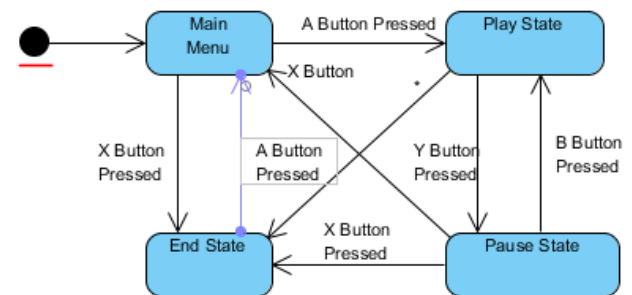 Main
Menu
A Button Pressed
Play State
X Button
X Button
Pressed
A Button
Pressed
Y Button
Pressed
B Button
Pressed
X Button
Pressed
End State
Pause State